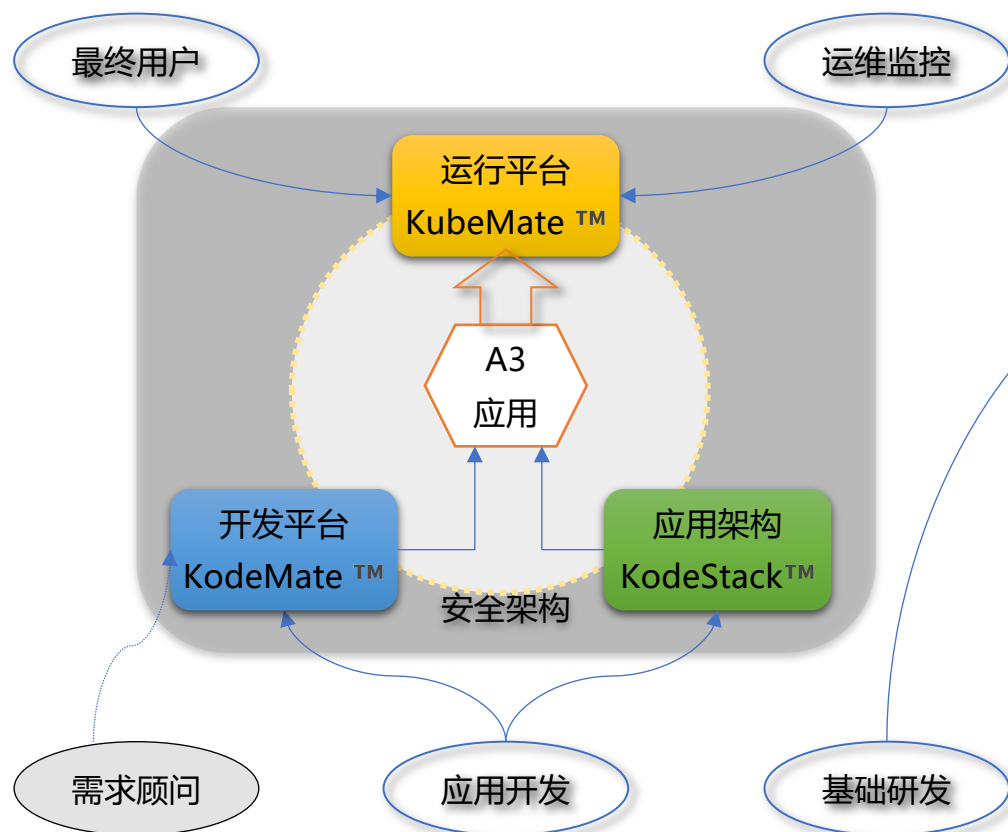 最终用户
运维监控
运行平台
KubeMate ™
A3
应用
开发平台
KodeMate ™
应用架构
KodeStack™
安全架构
需求顾问
应用开发
基础研发